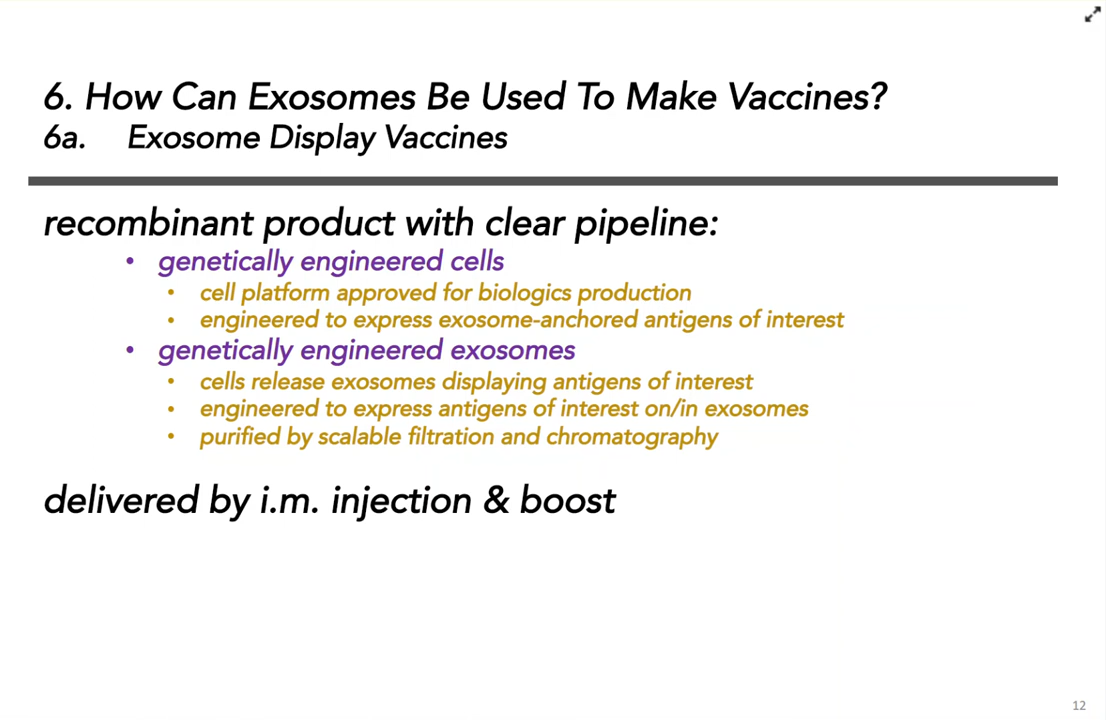 6. How Can Exosomes Be Used To Make Vaccines?
6a. Exosome Display Vaccines
recombinant product with clear pipeline:
• genetically engineered cells
• cell platform approved for biologics production
• engineered to express exosome-anchored antigens of interest
• genetically engineered exosomes
• cells release exosomes displaying antigens of interest
• engineered to express antigens of interest on/in exosomes
• purified by scalable filtration and chromatography
delivered by i.m. injection & boost
12